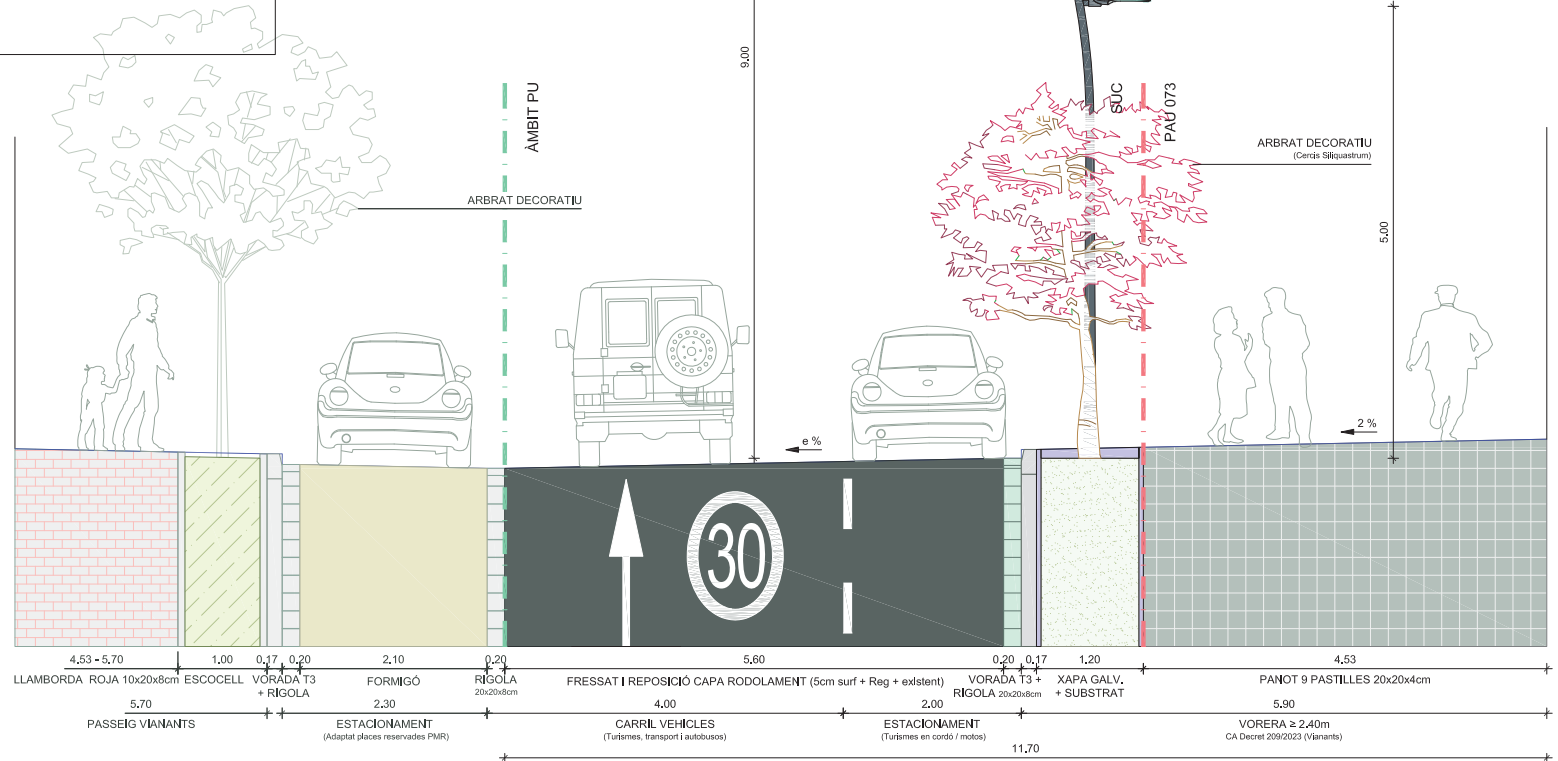 9.00
ÀMBIT PU
SUC
PAU 073
ARBRAT DECORATIU
(Cercis Siliquastrum)
ARBRAT DECORATIU
5.00
e %
2 %
30
4.53 - 5,70 1.00 0.17 0.20 2.10 0.20 5,60 0.20 0.17 1.20 4.53
LLAMBORDA ROJA 10x20x8cm ESCOCELL VORADA T3 + RIGOLA FORMIGÓ RIGOLA 20x20x8cm FRESSAT I REPOSICIÓ CAPA RODOLAMENT (5cm surf + Reg + existent) VORADA T3 + RIGOLA 20x20x8cm XAPA GALV. + SUBSTRAT PANOT 9 PASTILLES 20x20x4cm
5.70 2.30 4.00 2.00 5.90
PASSEIG VIANANTS ESTACIONAMENT CARRIL VEHICLES ESTACIONAMENT VORERA ≥ 2.40m
(Adaptat places reservades PMR) (Turismes, transport i autobusos) (Turismes en cordó / motos) CA Decret 209/2023 (Vianants)
11.70